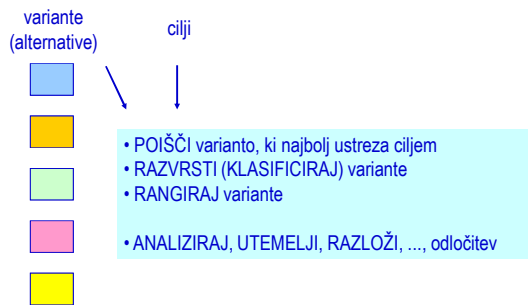 variante
(alternative)
cilji
• POIŠČI varianto, ki najbolj ustreza ciljem
• RAZVRSTI (KLASIFICIRAJ) variante
• RANGIRAJ variante
• ANALIZIRAJ, UTEMELJI, RAZLOŽI, ..., odločitev